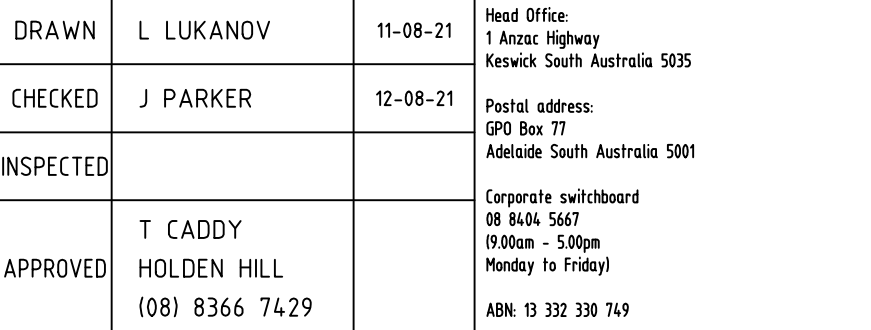 DRAWN L LUKANOV 11-08-21
CHECKED J PARKER 12-08-21
INSPECTED
APPROVED
T CADDY
HOLDEN HILL
(08) 8366 7429
Head Office:
1 Anzac Highway
Keswick South Australia 5035
Postal address:
GPO Box 77
Adelaide South Australia 5001
Corporate switchboard
08 8404 5667
(9.00am - 5.00pm
Monday to Friday)
ABN: 13 332 330 749